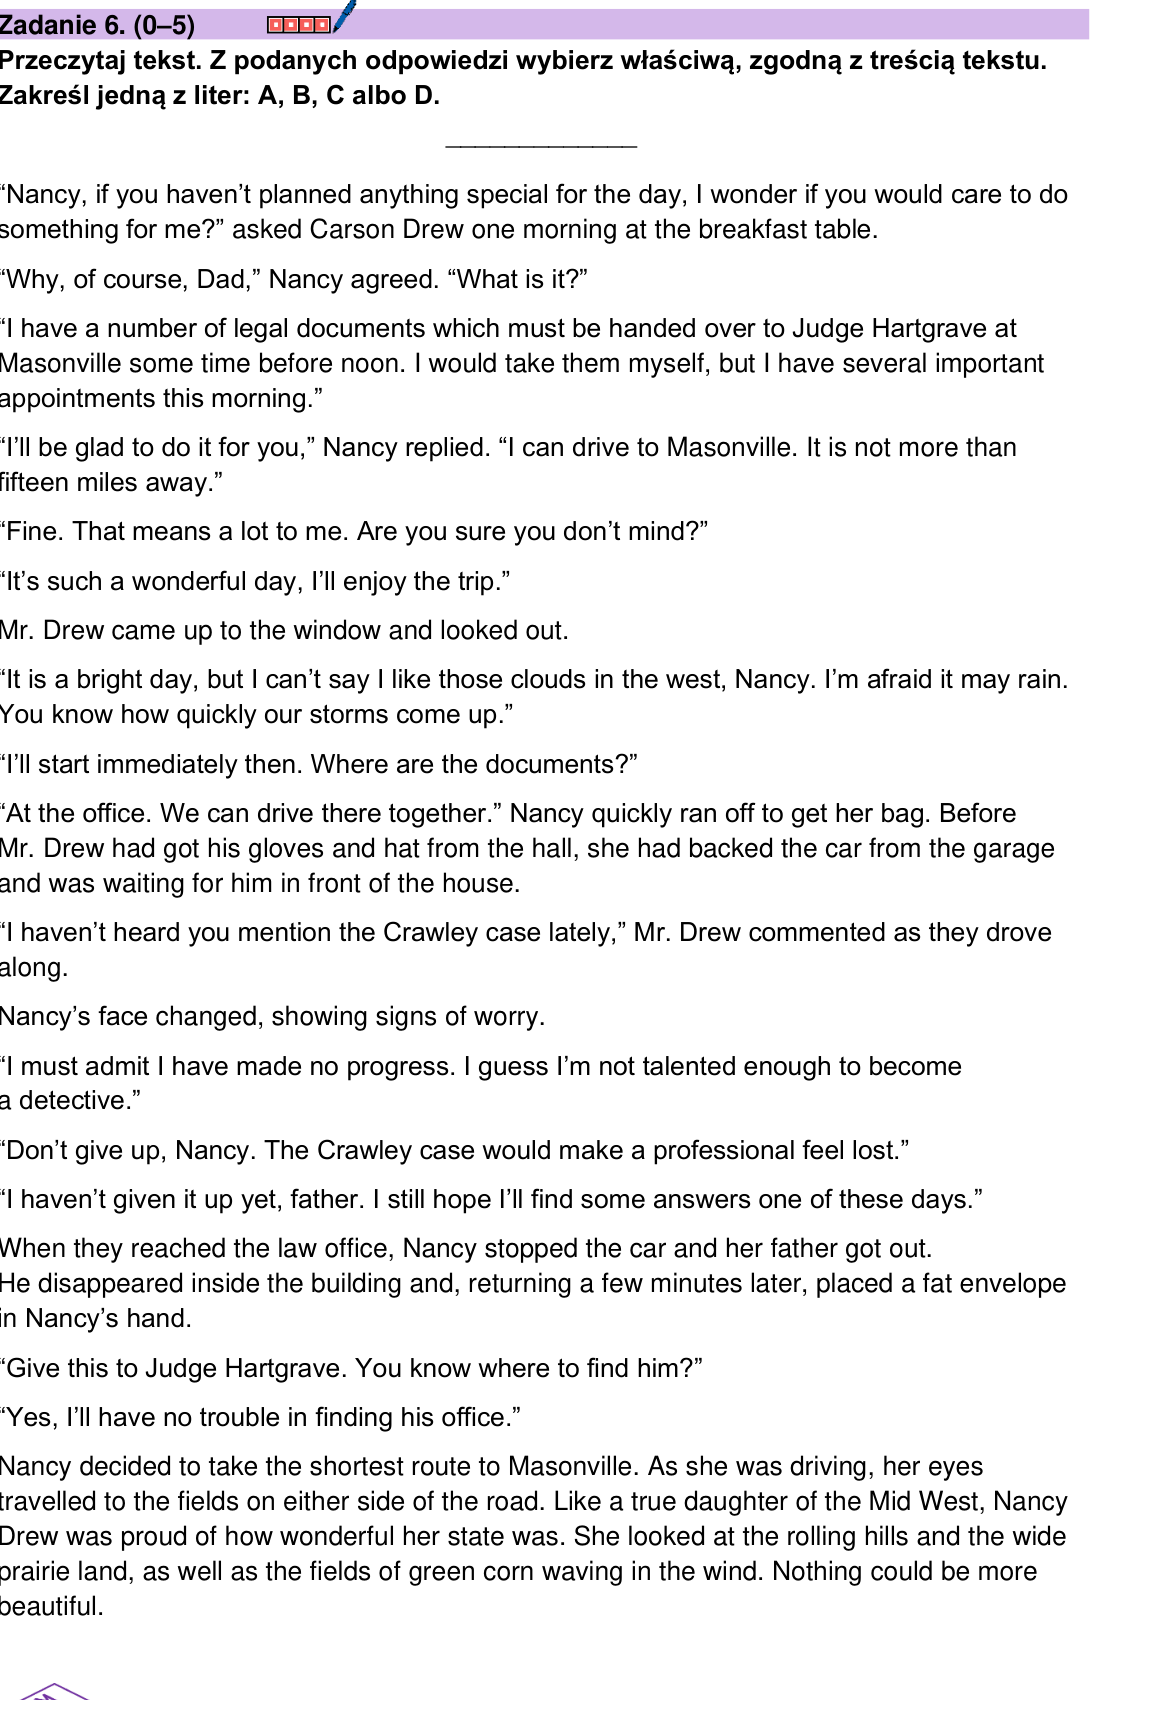 Zadanie 6. (0–5)
Przeczytaj tekst. Z podanych odpowiedzi wybierz właściwą, zgodną z treścią tekstu.
Zakreśl jedną z liter: A, B, C albo D.
_____________
“Nancy, if you haven’t planned anything special for the day, I wonder if you would care to do
something for me?” asked Carson Drew one morning at the breakfast table.
“Why, of course, Dad,” Nancy agreed. “What is it?”
“I have a number of legal documents which must be handed over to Judge Hartgrave at
Masonville some time before noon. I would take them myself, but I have several important
appointments this morning.”
“I’ll be glad to do it for you,” Nancy replied. “I can drive to Masonville. It is not more than
fifteen miles away.”
“Fine. That means a lot to me. Are you sure you don’t mind?”
“It’s such a wonderful day, I’ll enjoy the trip.”
Mr. Drew came up to the window and looked out.
“It is a bright day, but I can’t say I like those clouds in the west, Nancy. I’m afraid it may rain.
You know how quickly our storms come up.”
“I’ll start immediately then. Where are the documents?”
“At the office. We can drive there together.” Nancy quickly ran off to get her bag. Before
Mr. Drew had got his gloves and hat from the hall, she had backed the car from the garage
and was waiting for him in front of the house.
“I haven’t heard you mention the Crawley case lately,” Mr. Drew commented as they drove
along.
Nancy’s face changed, showing signs of worry.
“I must admit I have made no progress. I guess I’m not talented enough to become
a detective.”
“Don’t give up, Nancy. The Crawley case would make a professional feel lost.”
“I haven’t given it up yet, father. I still hope I’ll find some answers one of these days.”
When they reached the law office, Nancy stopped the car and her father got out.
He disappeared inside the building and, returning a few minutes later, placed a fat envelope
in Nancy’s hand.
“Give this to Judge Hartgrave. You know where to find him?”
“Yes, I’ll have no trouble in finding his office.”
Nancy decided to take the shortest route to Masonville. As she was driving, her eyes
travelled to the fields on either side of the road. Like a true daughter of the Mid West, Nancy
Drew was proud of how wonderful her state was. She looked at the rolling hills and the wide
prairie land, as well as the fields of green corn waving in the wind. Nothing could be more
beautiful.